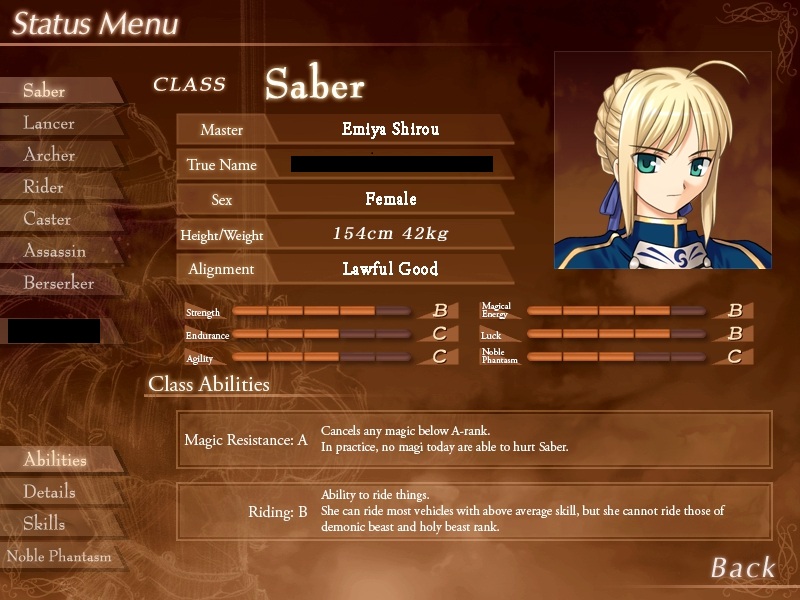 Status Menu
Saber
Lancer
Archer
Rider
Caster
Assassin
Berserker
Abilities
Details
Skills
Noble Phantasm
CLASS Saber
Master Emiya Shirou
True Name
Sex Female
Height/Weight 154cm 42kg
Alignment Lawful Good
Strength B
Endurance C
Agility C
Magical
Energy B
Luck B
Noble
Phantasm C
Class Abilities
Magic Resistance: A
Cancels any magic below A-rank.
In practice, no magi today are able to hurt Saber.
Riding: B
Ability to ride things.
She can ride most vehicles with above average skill, but she cannot ride those of
demonic beast and holy beast rank.
Back